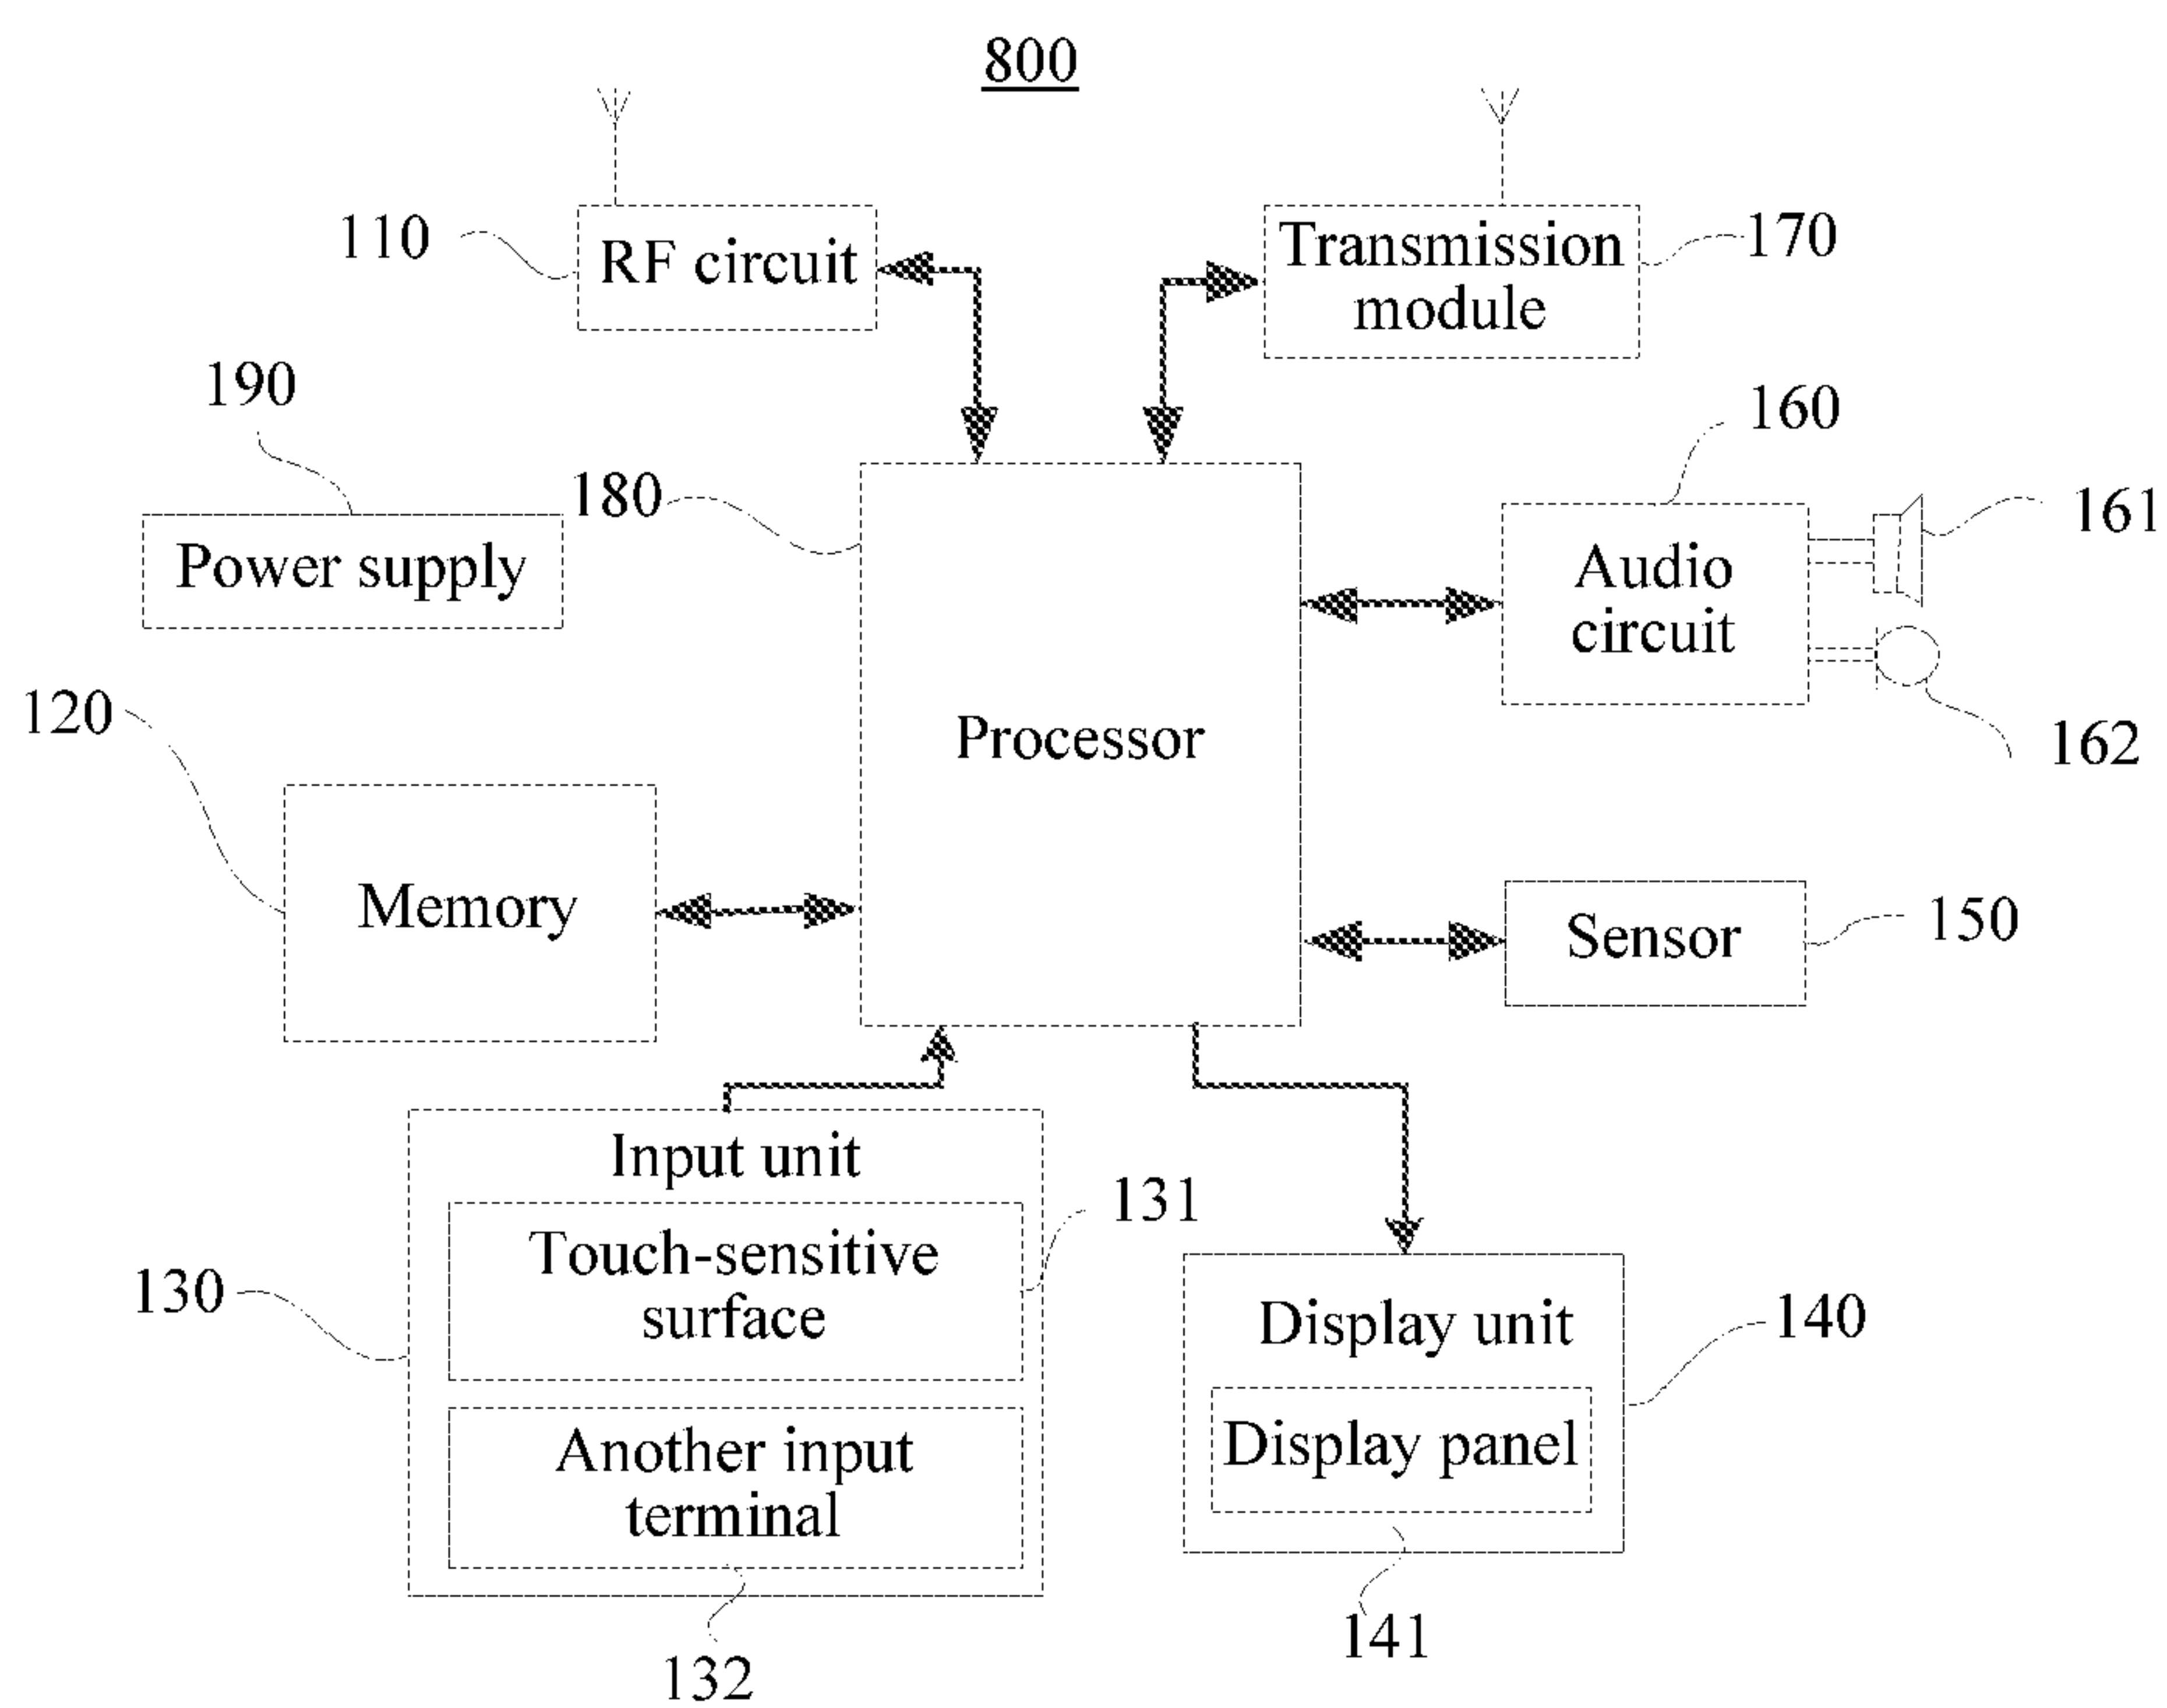 800
110
RF circuit
Transmission
module
170
190
Power supply
180
160
Audio
circuit
161
162
Processor
120
Memory
Sensor
150
Input unit
Touch-sensitive
surface
131
130
Another input
terminal
132
Display unit
140
Display panel
141